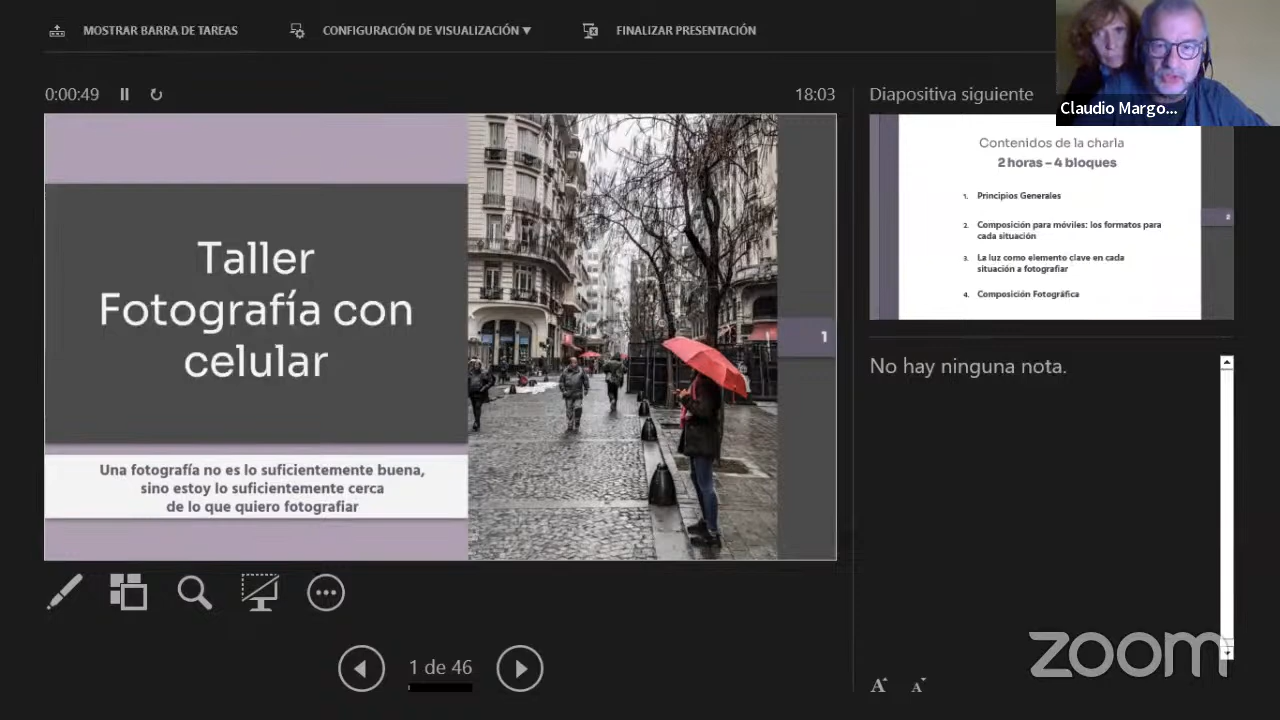 MOSTRAR BARRA DE TAREAS
CONFIGURACIÓN DE VISUALIZACIÓN ▼
FINALIZAR PRESENTACIÓN
0:00:49
18:03
Diapositiva siguiente
Claudio Margo...
Taller
Fotografía con
celular
1
Una fotografía no es lo suficientemente buena,
sino estoy lo suficientemente cerca
de lo que quiero fotografiar
Contenidos de la charla
2 horas – 4 bloques
1. Principios Generales
2. Composición para móviles: los formatos para
cada situación
3. La luz como elemento clave en cada
situación a fotografiar
4. Composición Fotográfica
2
No hay ninguna nota.
1 de 46
A A
zoom